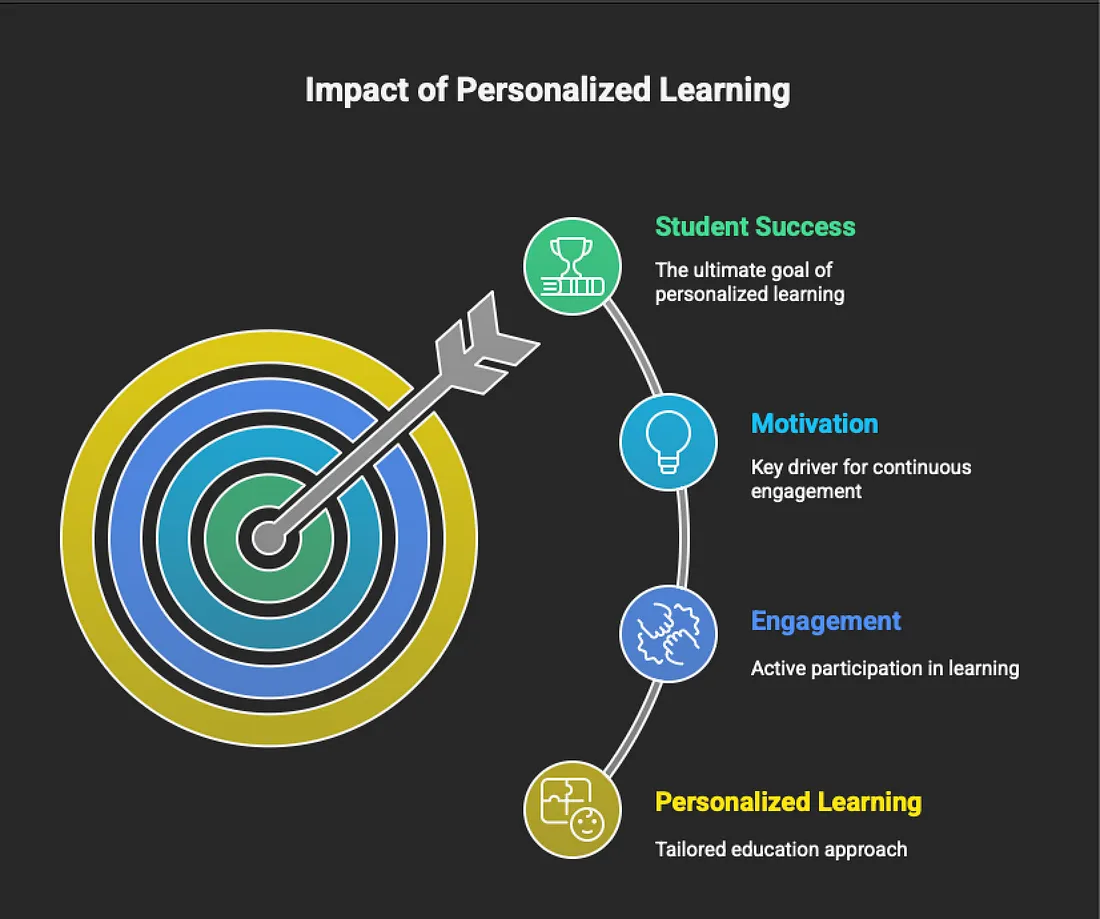 Impact of Personalized Learning
Student Success
The ultimate goal of
personalized learning
Motivation
Key driver for continuous
engagement
Engagement
Active participation in learning
Personalized Learning
Tailored education approach